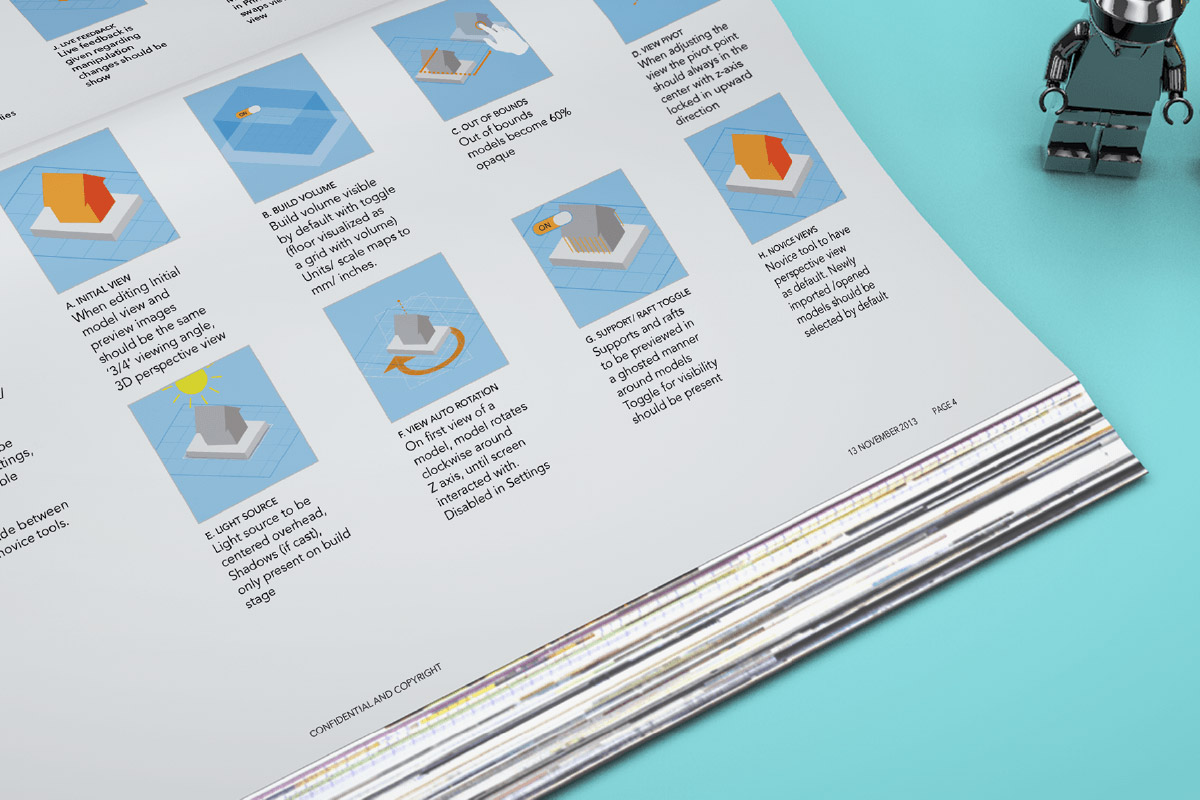 J. LIVE FEEDBACK
Live feedback is
given regarding
manipulation
changes should be
show
swaps
view
A. INITIAL VIEW
When editing Initial
model view and
preview images
should be the same
'3/4' viewing angle,
3D perspective view
ON
B. BUILD VOLUME
Build volume visible
by default with toggle
(floor visualized as
a grid with volume)
Units/ scale maps to
mm/ inches.
C. OUT OF BOUNDS
Out of bounds
models become 60%
opaque
D. VIEW PIVOT
When adjusting the
view the pivot point
should always in the
center with z-axis
locked in upward
direction
E. LIGHT SOURCE
Light source to be
centered overhead,
Shadows (if cast),
only present on build
stage
F. VIEW AUTO ROTATION
On first view of a
model, model rotates
clockwise around
Z axis, until screen
interacted with.
Disabled in Settings
ON
G. SUPPORT/ RAFT TOGGLE
Supports and rafts
to be previewed in
a ghosted manner
around models
Toggle for visibility
should be present
H. NOVICE VIEWS
Novice tool to have
perspective view
as default. Newly
imported /opened
models should be
selected by default
between
novice tools.
CONFIDENTIAL AND COPYRIGHT
13 NOVEMBER 2013
PAGE 4